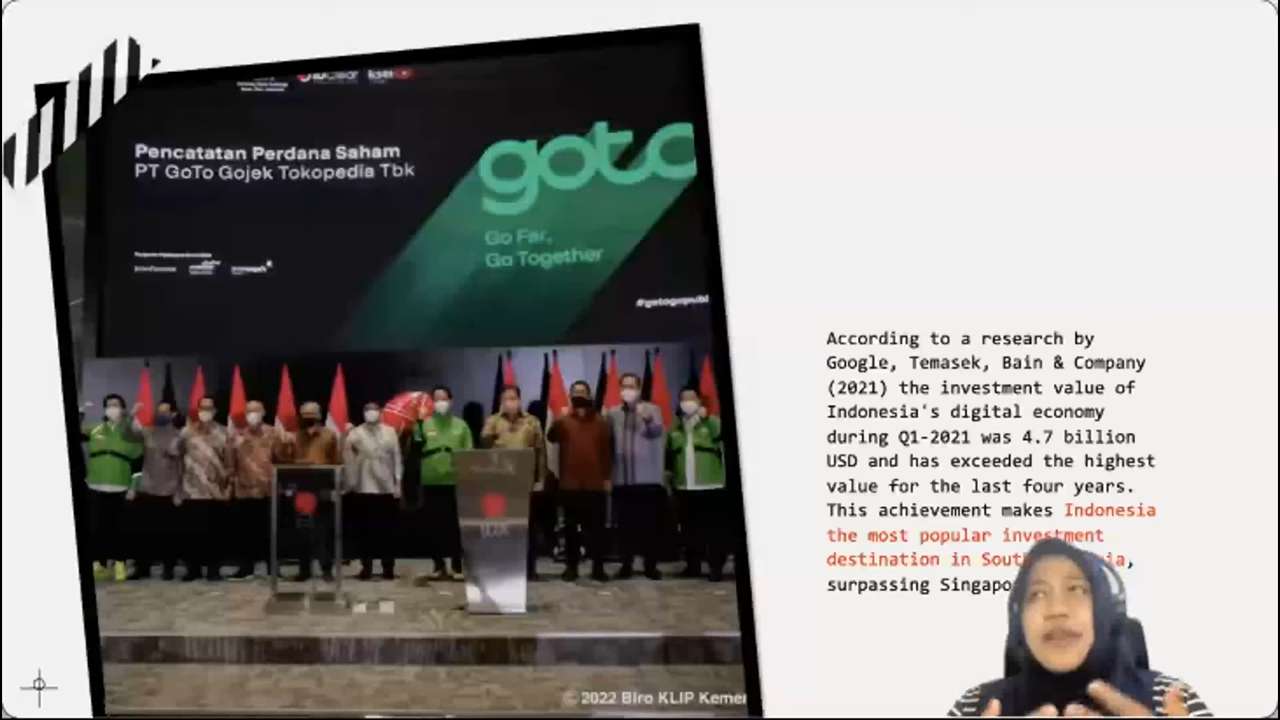 KSEI
Pencatatan Perdana Saham
PT GoTo Gojek Tokopedia Tbk
goto
Go Far,
Go Together
#gotogopubl
©2022 Biro KLIP Kemen
According to a research by
Google, Temasek, Bain & Company
(2021) the investment value of
Indonesia's digital economy
during Q1-2021 was 4.7 billion
USD and has exceeded the highest
value for the last four years.
This achievement makes Indonesia
the most popular investment
destination in
surpassing